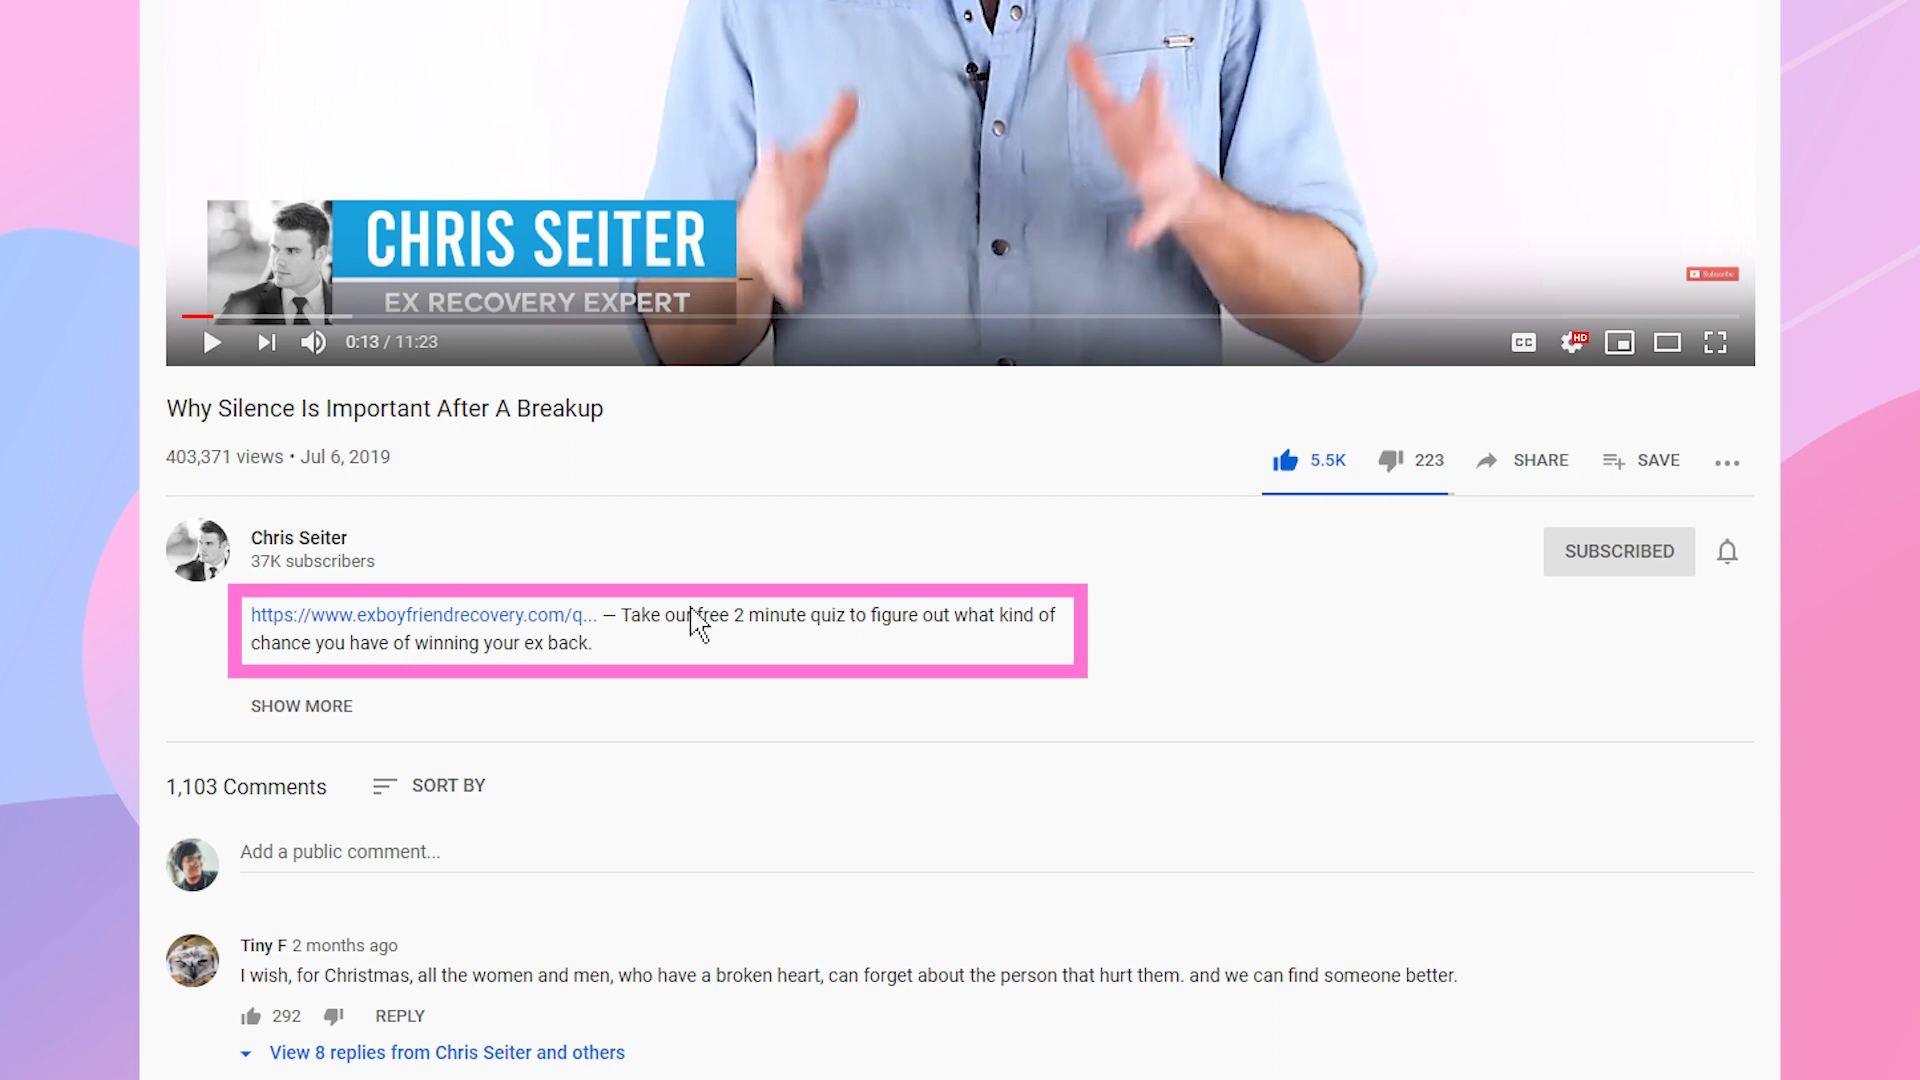 CHRIS SEITER
EX RECOVERY EXPERT
Subscribe
0:13 / 11:23
CC
HD
Why Silence Is Important After A Breakup
403,371 views • Jul 6, 2019
5.5K
223
SHARE
SAVE
Chris Seiter
37K subscribers
SUBSCRIBED
https://www.exboyfriendrecovery.com/q... — Take our free 2 minute quiz to figure out what kind of
chance you have of winning your ex back.
SHOW MORE
1,103 Comments
SORT BY
Add a public comment...
Tiny F 2 months ago
I wish, for Christmas, all the women and men, who have a broken heart, can forget about the person that hurt them. and we can find someone better.
292
REPLY
View 8 replies from Chris Seiter and others